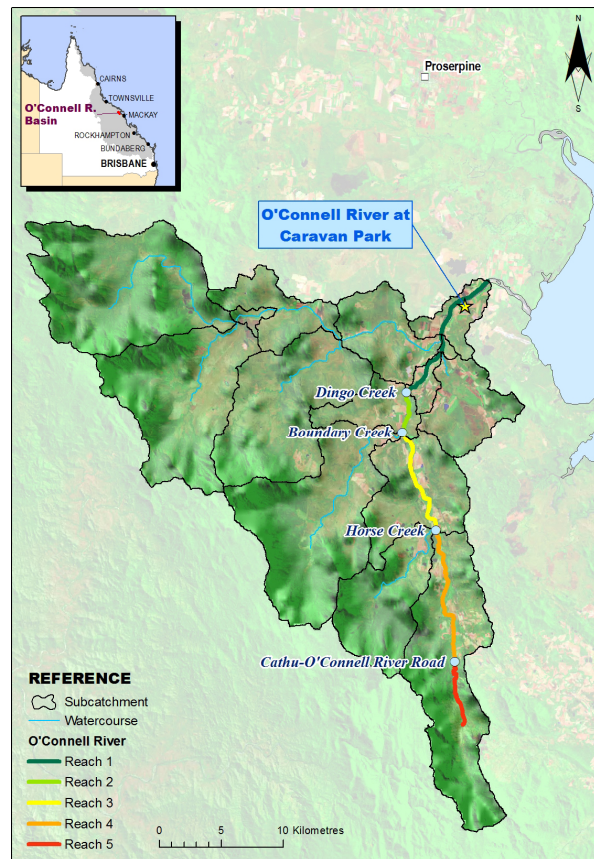 N
Proserpine
S
CAIRNS
TOWNSVILLE
O'Connell R.
Basin
MACKAY
ROCKHAMPTON
BUNDABERG
BRISBANE
O'Connell River at
Caravan Park
Dingo Creek
Boundary Creek
Horse Creek
Cathu-O'Connell River Road
REFERENCE
Subcatchment
Watercourse
O'Connell River
Reach 1
Reach 2
Reach 3
Reach 4
Reach 5
0 5 10 Kilometres